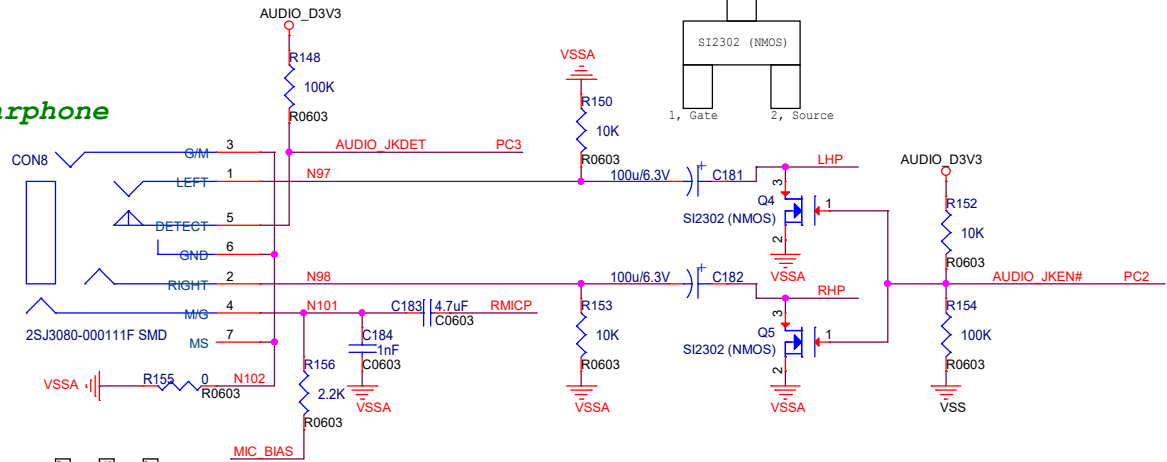 AUDIO_D3V3
R148
100K
R0603
arphone
CON8
G/M 3
AUDIO_JKDET PC3
LEFT 1 N97
DETECT 5
GND 6
RIGHT 2 N98
M/G 4 N101
MS 7
2SJ3080-000111F SMD
VSSA R155 0 N102
R0603
C183 4.7uF RMICP
C0603
C184
1nF
C0603
VSSA
R156
2.2K
R0603
MIC_BIAS
VSSA
R150
10K
R0603
100u/6.3V C181
LHP
SI2302 (NMOS)
1, Gate 2, Source
3
Q4
1
SI2302 (NMOS)
2
VSSA
100u/6.3V C182
RHP
R153
10K
R0603
VSSA
3
Q5
1
SI2302 (NMOS)
2
VSSA
AUDIO_D3V3
R152
10K
R0603
AUDIO_JKEN# PC2
R154
100K
R0603
VSS